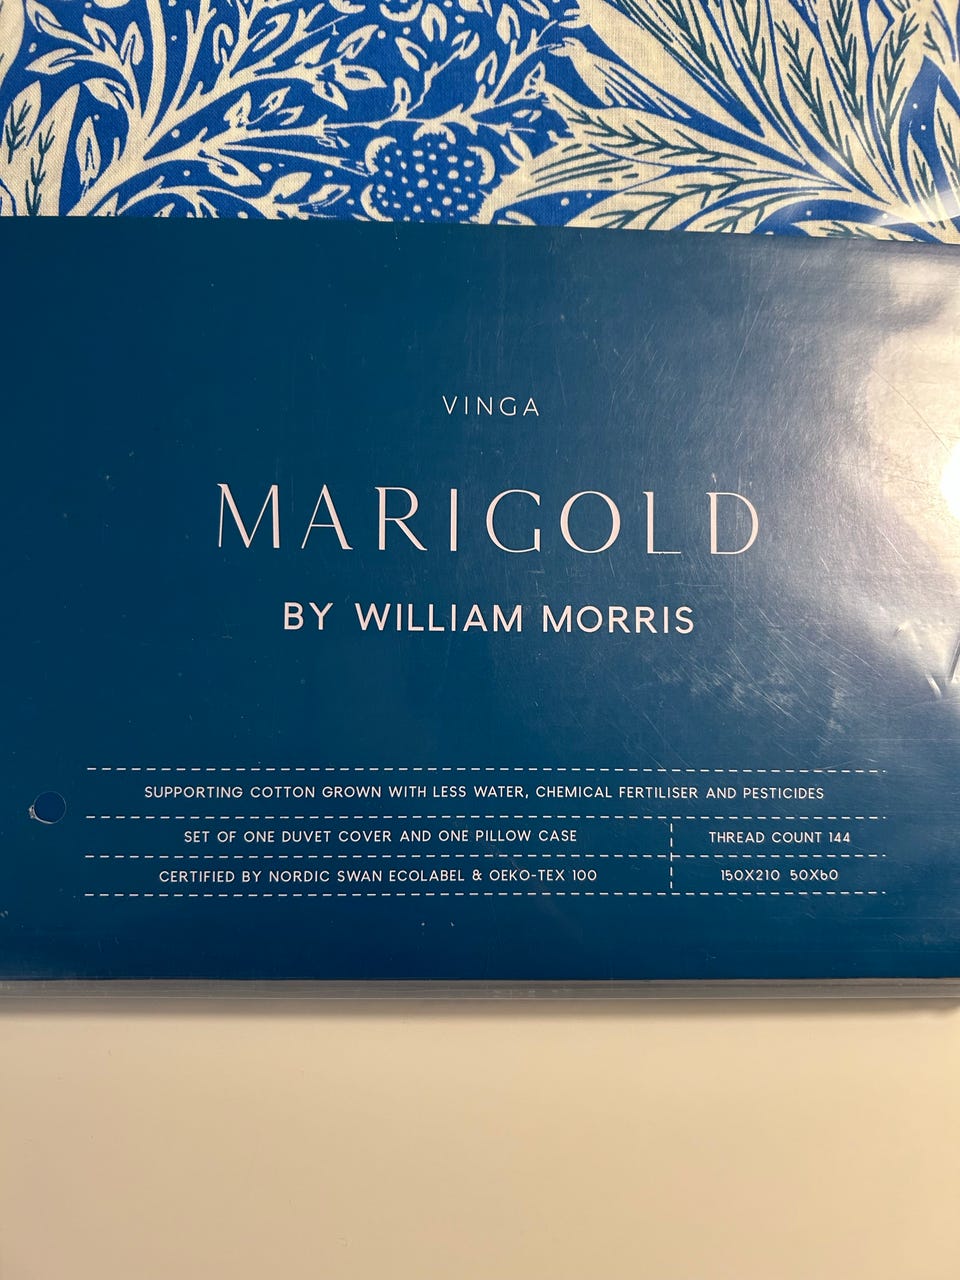 VINGA
MARIGOLD
BY WILLIAM MORRIS
SUPPORTING COTTON GROWN WITH LESS WATER, CHEMICAL FERTILISER AND PESTICIDES
SET OF ONE DUVET COVER AND ONE PILLOW CASE
THREAD COUNT 144
CERTIFIED BY NORDIC SWAN ECOLABEL & OEKO-TEX 100
150X210 50X60